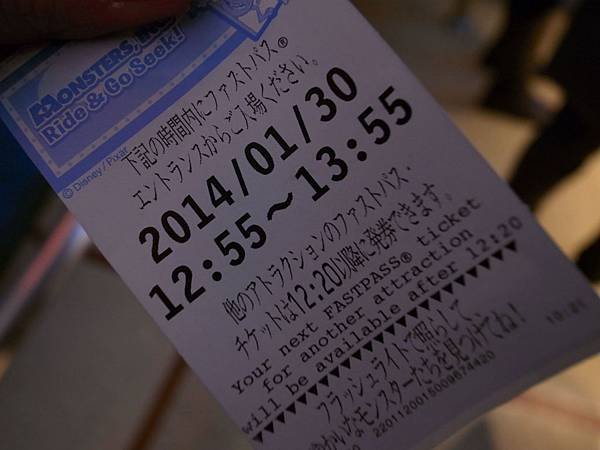 MONSTERS, INC.
Ride & Go Seek!
© Disney/Pixar
下記の時間内にファストパス®
エントランスからご入場ください。
2014/01/30
12:55~13:55
他のアトラクションのファストパス・
チケットは12:20以降に発券できます。
your next FASTPASS® ticket
for another attraction
will be available after 12:20
▼▼▼▼▼▼▼▼▼▼▼▼▼▼▼▼▼▼▼▼▼▼▼▼
フラッシュライトで照らして、
ゆかいなモンスターたちを見つけてね!
10:21